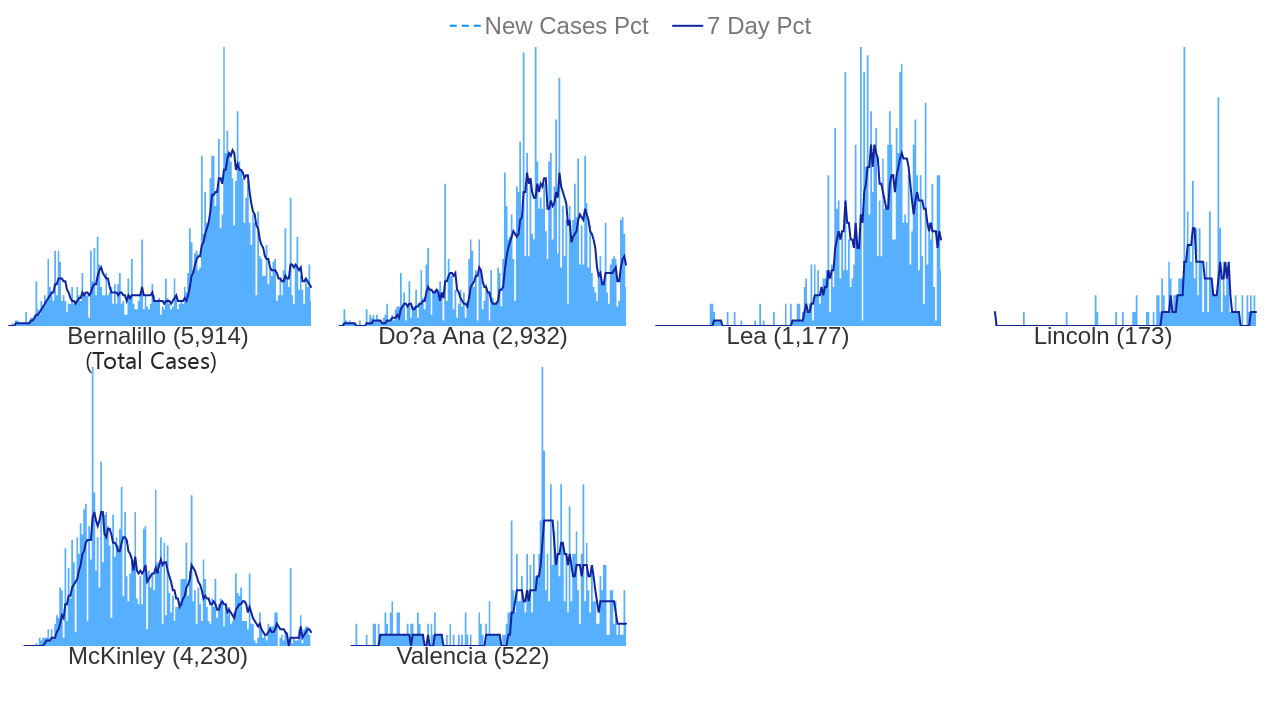 New Cases Pct 7 Day Pct
Bernalillo (5,914) Do?a Ana (2,932) Lea (1,177) Lincoln (173)
(Total Cases)
McKinley (4,230) Valencia (522)